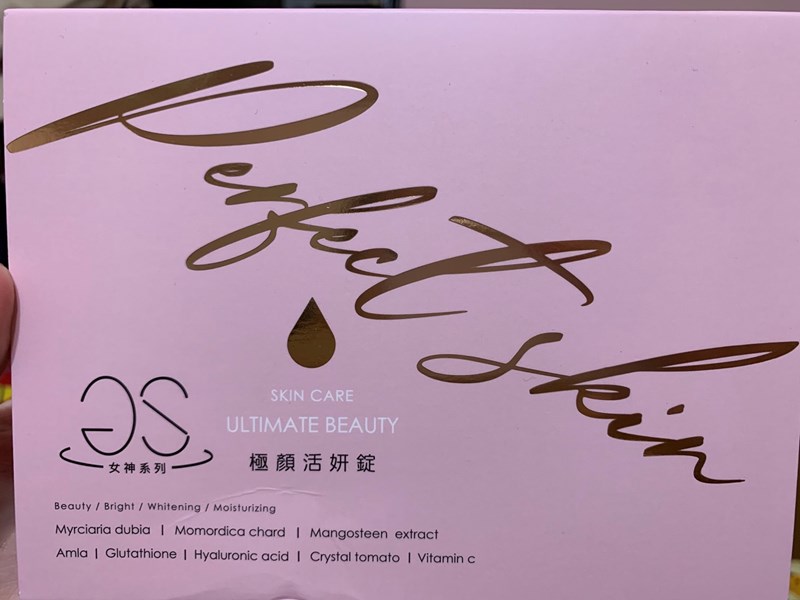 Perfect
Skin
GS
女神系列
SKIN CARE
ULTIMATE BEAUTY
極顏活妍錠
Beauty / Bright / Whitening / Moisturizing
Myrciaria dubia | Momordica chard | Mangosteen extract
Amla | Glutathione | Hyaluronic acid | Crystal tomato | Vitamin c